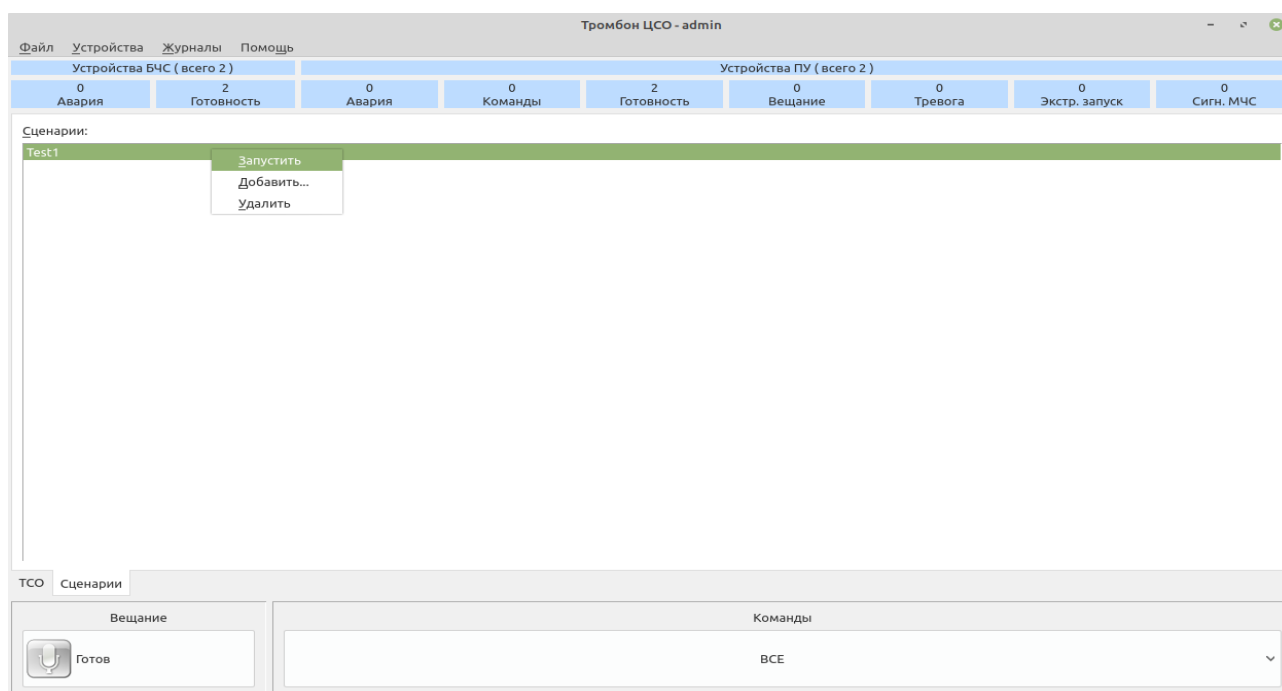 Тромбон ЦСО - admin
Файл Устройства Журналы Помощь
Устройства БЧС ( всего 2 ) Устройства ПУ ( всего 2 )
0 2 0 0 2 0 0 0 0
Авария Готовность Авария Команды Готовность Вещание Тревога Экстр. запуск Сигн. МЧС
Сценарии:
Test1
Запустить
Добавить...
Удалить
ТСО Сценарии
Вещание Команды
Готов ВСЕ